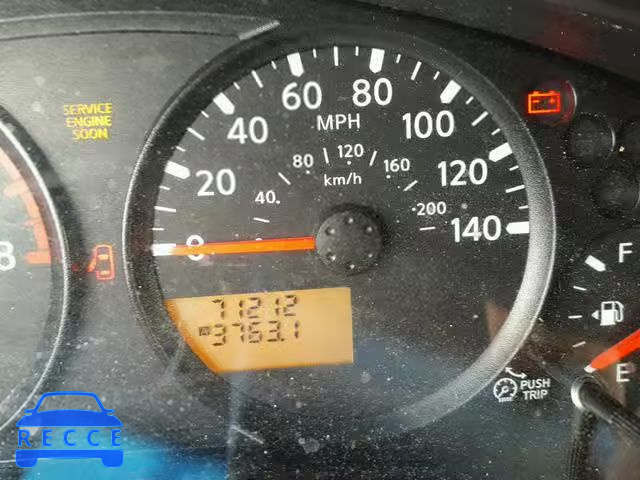 SERVICE
ENGINE
SOON
0 20 40 60 80 100 120 140
MPH
40 80 120 160 200
km/h
8
71212
3763.1
F
E
PUSH
TRIP
RECCE